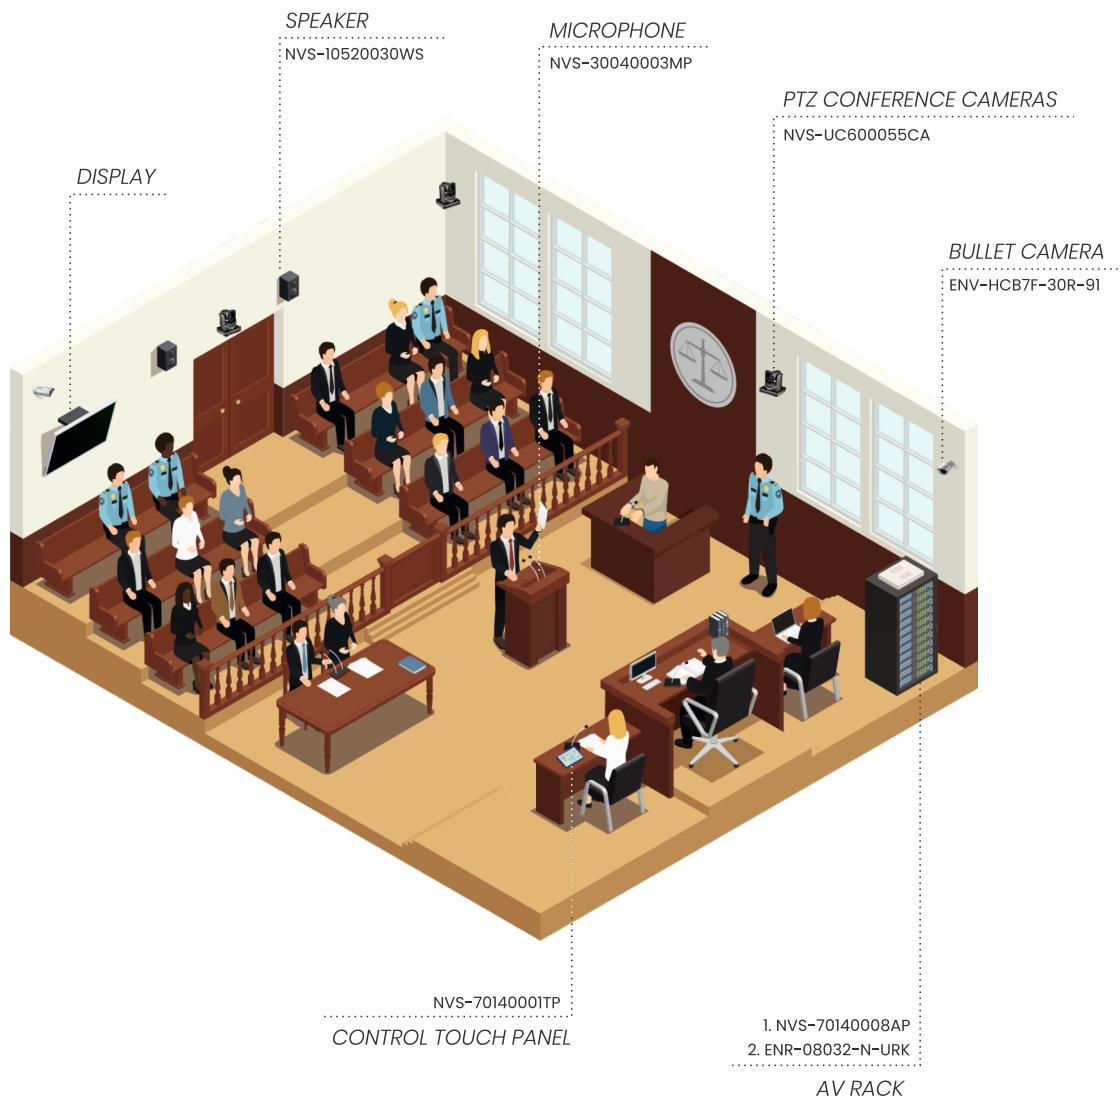 SPEAKER
NVS-10520030WS
MICROPHONE
NVS-30040003MP
PTZ CONFERENCE CAMERAS
NVS-UC600055CA
DISPLAY
BULLET CAMERA
ENV-HCB7F-30R-91
NVS-70140001TP
CONTROL TOUCH PANEL
1. NVS-70140008AP
2. ENR-08032-N-URK
AV RACK